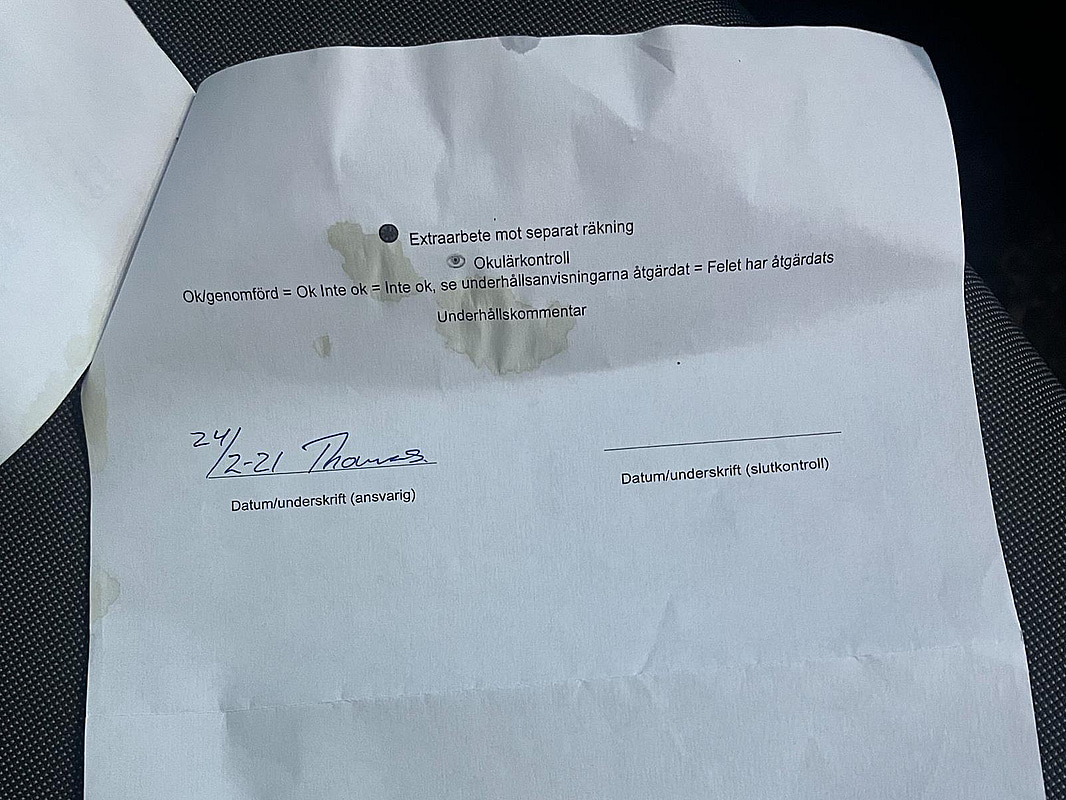 Extraarbete mot separat räkning
Okulärkontroll
Ok/genomförd = Ok Inte ok = Inte ok, se underhållsanvisningarna åtgärdat = Felet har åtgärdats
Underhållskommentar
24/2-21 Thomas
Datum/underskrift (ansvarig)
Datum/underskrift (slutkontroll)